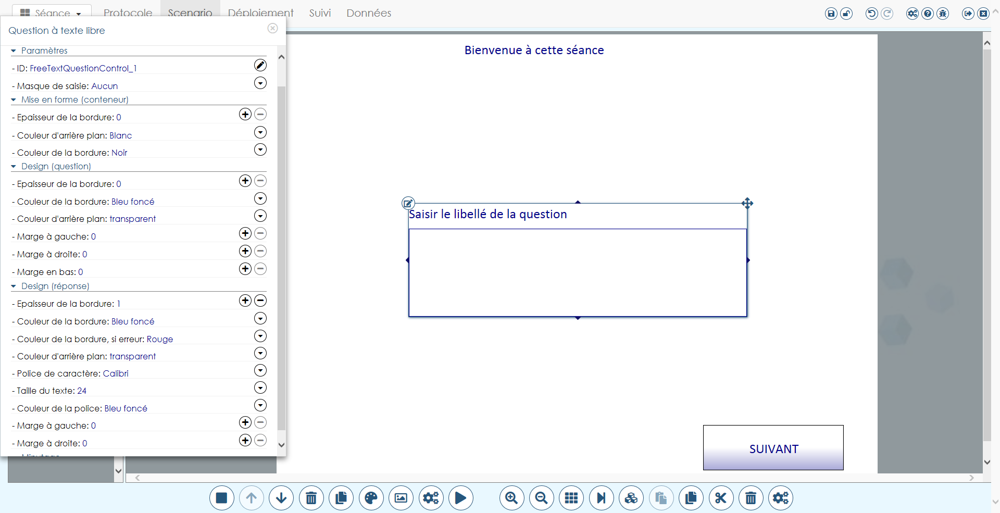 Séance
Protocole
Scenario
Déploiement
Suivi
Données
Question à texte libre
Paramètres
- ID: FreeTextQuestionControl_1
- Masque de saisie: Aucun
Mise en forme (conteneur)
- Epaisseur de la bordure: 0
- Couleur d'arrière plan: Blanc
- Couleur de la bordure: Noir
Design (question)
- Epaisseur de la bordure: 0
- Couleur de la bordure: Bleu foncé
- Couleur d'arrière plan: transparent
- Marge à gauche: 0
- Marge à droite: 0
- Marge en bas: 0
Design (réponse)
- Epaisseur de la bordure: 1
- Couleur de la bordure: Bleu foncé
- Couleur de la bordure, si erreur: Rouge
- Couleur d'arrière plan: transparent
- Police de caractère: Calibri
- Taille du texte: 24
- Couleur de la police: Bleu foncé
- Marge à gauche: 0
- Marge à droite: 0
Bienvenue à cette séance
Saisir le libellé de la question
SUIVANT